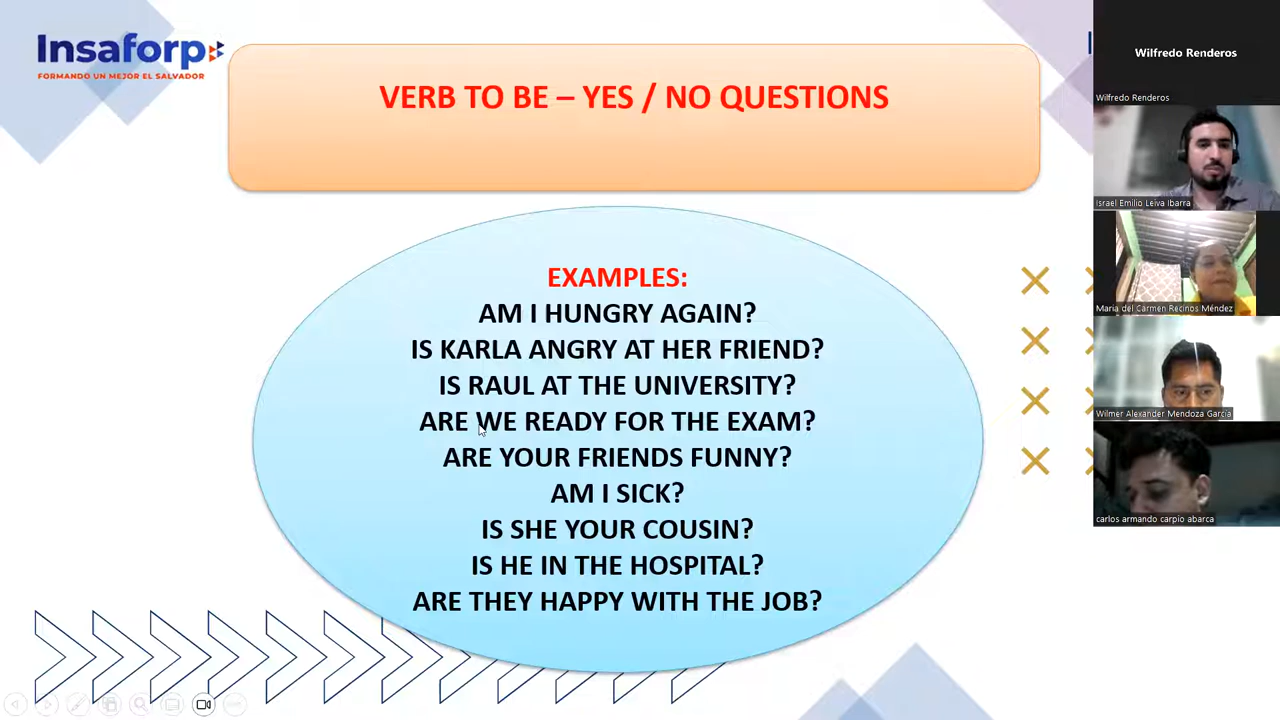 Insaforp
FORMANDO UN MEJOR EL SALVADOR
VERB TO BE – YES / NO QUESTIONS
EXAMPLES:
AM I HUNGRY AGAIN?
IS KARLA ANGRY AT HER FRIEND?
IS RAUL AT THE UNIVERSITY?
ARE WE READY FOR THE EXAM?
ARE YOUR FRIENDS FUNNY?
AM I SICK?
IS SHE YOUR COUSIN?
IS HE IN THE HOSPITAL?
ARE THEY HAPPY WITH THE JOB?
Wilfredo Renderos
Wilfredo Renderos
Israel Emilio Leiva Ibarra
Maria del Carmen Recinos Méndez
Wilmer Alexander Mendoza García
carlos armando carpio abarca